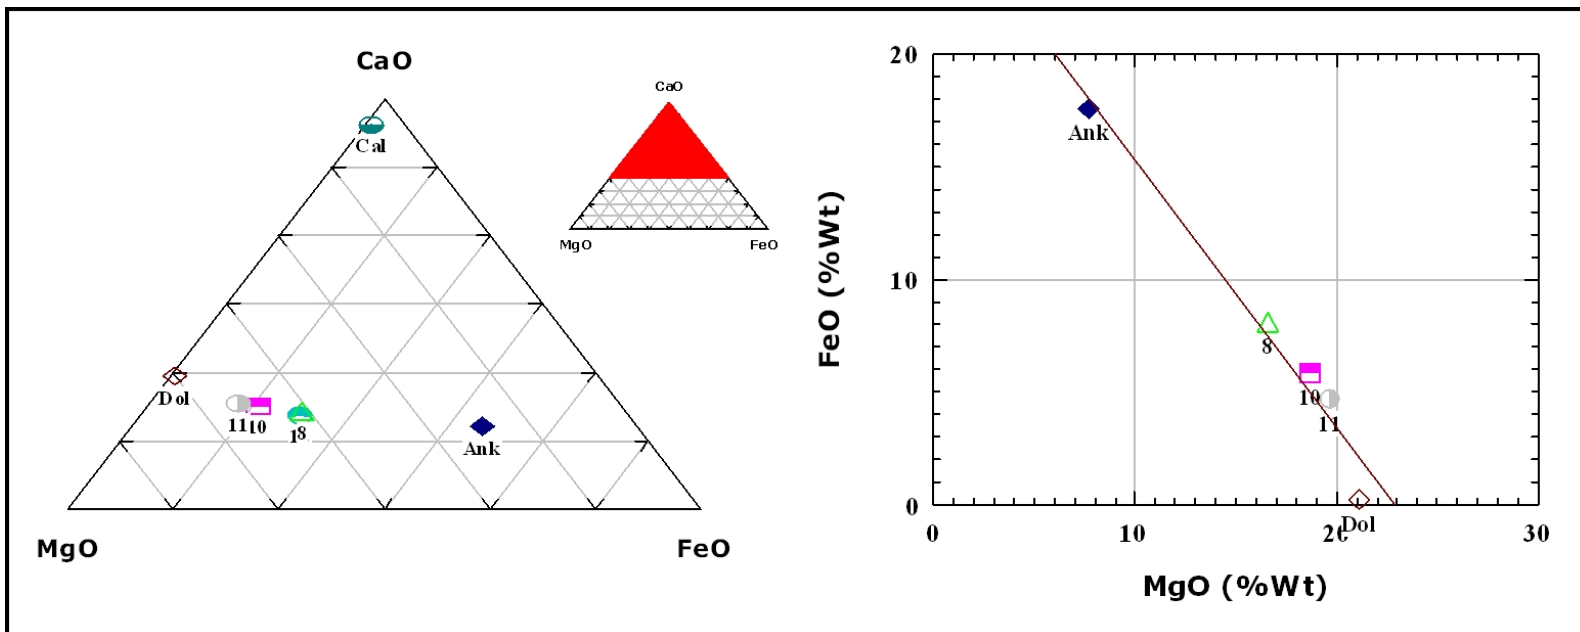 CaO
Cal
Dol
11
10
18
Ank
MgO
FeO
CaO
MgO
FeO
FeO (%Wt)
20
10
0
Ank
8
10
11
Dol
0
10
20
30
MgO (%Wt)